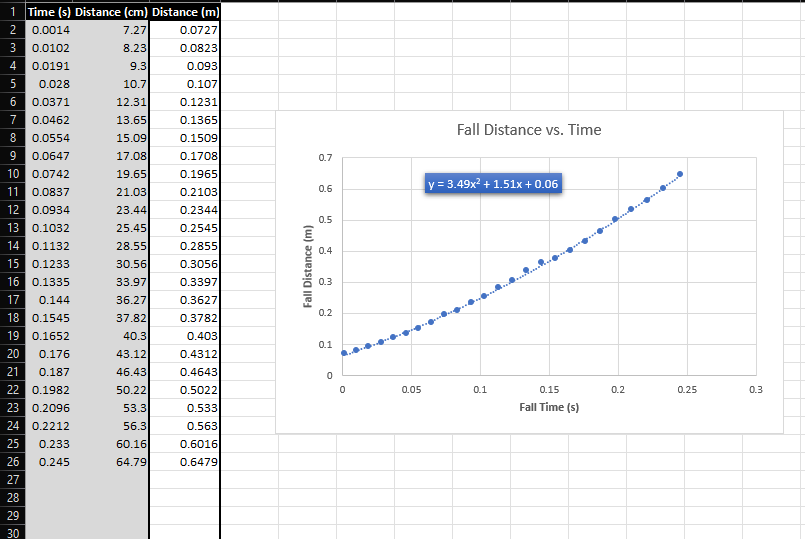 1 Time (s) Distance (cm) Distance (m)
2 0.0014 7.27 0.0727
3 0.0102 8.23 0.0823
4 0.0191 9.3 0.093
5 0.028 10.7 0.107
6 0.0371 12.31 0.1231
7 0.0462 13.65 0.1365
8 0.0554 15.09 0.1509
9 0.0647 17.08 0.1708
10 0.0742 19.65 0.1965
11 0.0837 21.03 0.2103
12 0.0934 23.44 0.2344
13 0.1032 25.45 0.2545
14 0.1132 28.55 0.2855
15 0.1233 30.56 0.3056
16 0.1335 33.97 0.3397
17 0.144 36.27 0.3627
18 0.1545 37.82 0.3782
19 0.1652 40.3 0.403
20 0.176 43.12 0.4312
21 0.187 46.43 0.4643
22 0.1982 50.22 0.5022
23 0.2096 53.3 0.533
24 0.2212 56.3 0.563
25 0.233 60.16 0.6016
26 0.245 64.79 0.6479
27
28
29
30
Fall Distance vs. Time
y = 3.49x² + 1.51x + 0.06
Fall Distance (m)
0.7
0.6
0.5
0.4
0.3
0.2
0.1
0
0 0.05 0.1 0.15 0.2 0.25 0.3
Fall Time (s)